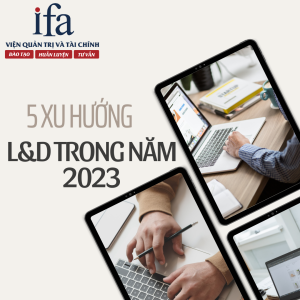 ifa
VIỆN QUẢN TRỊ VÀ TÀI CHÍNH
ĐÀO TẠO HUẤN LUYỆN TƯ VẤN
5 XU HƯỚNG
L&D TRONG NĂM
2023